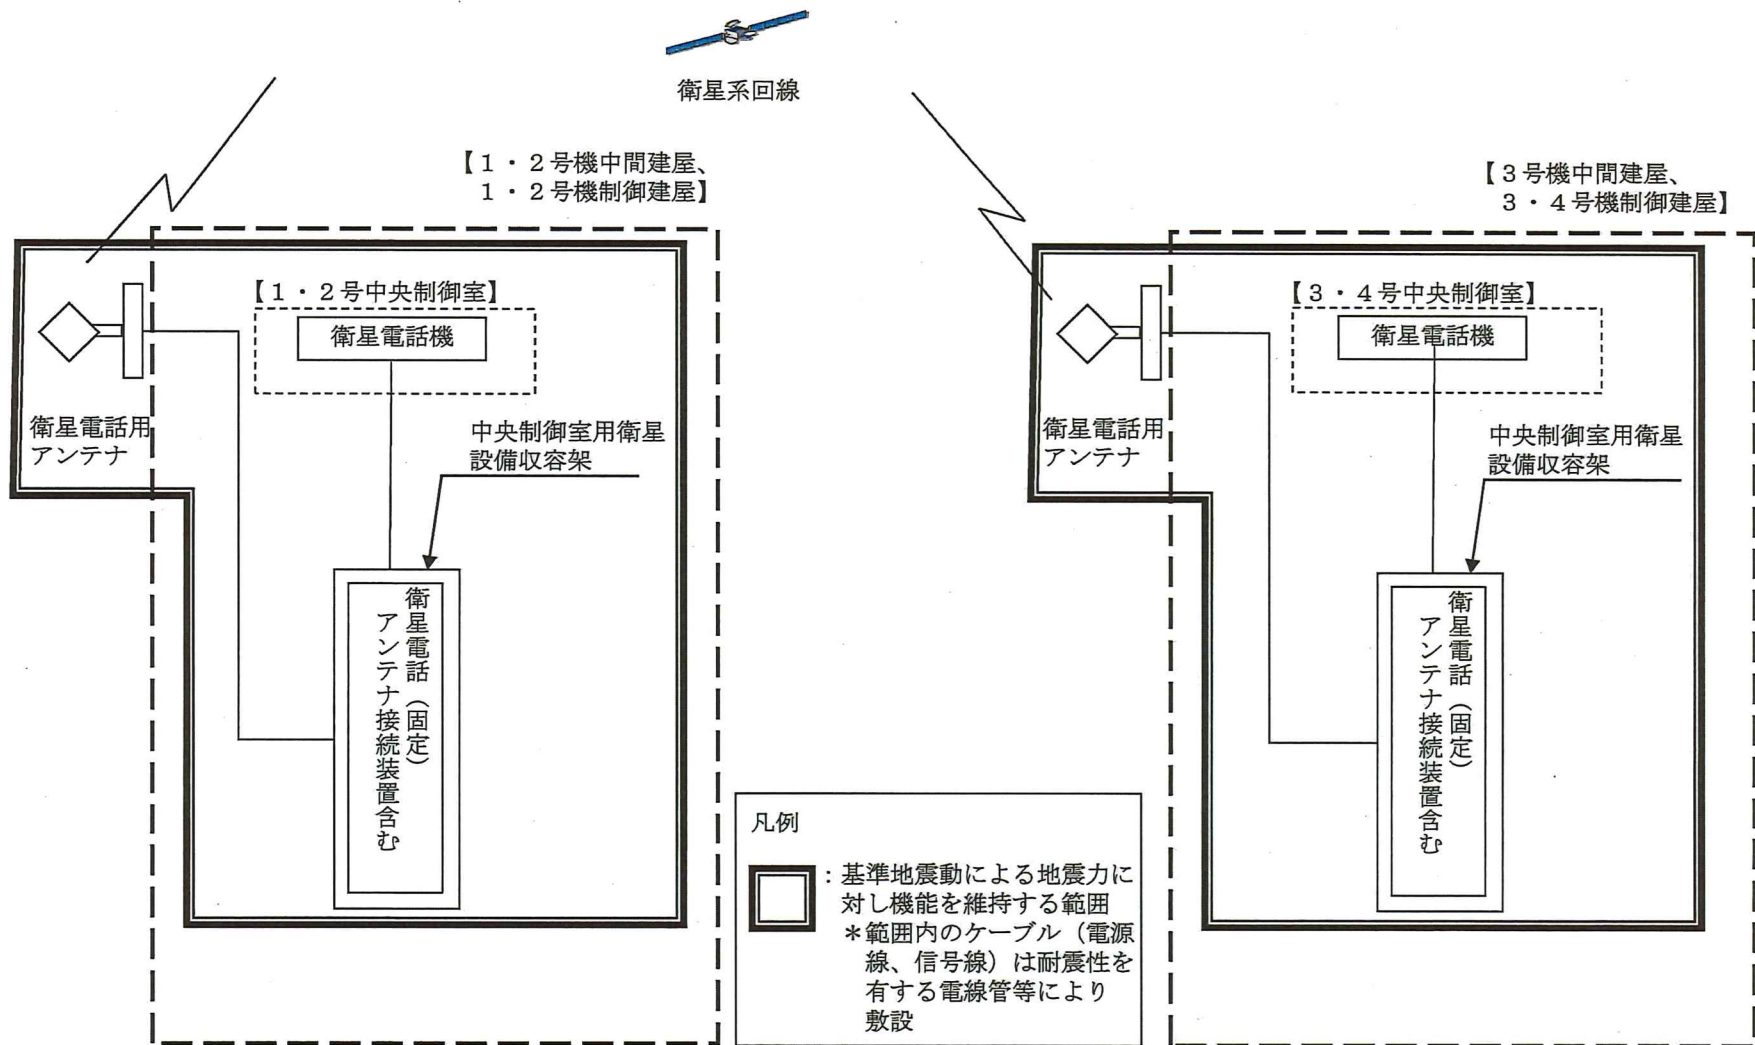 衛星系回線
【1・2号機中間建屋、
1・2号機制御建屋】
【1・2号中央制御室】
衛星電話機
衛星電話用
アンテナ
中央制御室用衛星
設備収容架
衛星電話（固定）
アンテナ接続装置含む
【3号機中間建屋、
3・4号機制御建屋】
【3・4号中央制御室】
衛星電話機
衛星電話用
アンテナ
中央制御室用衛星
設備収容架
衛星電話（固定）
アンテナ接続装置含む
凡例
：基準地震動による地震力に
対し機能を維持する範囲
＊範囲内のケーブル（電源
線、信号線）は耐震性を
有する電線管等により
敷設